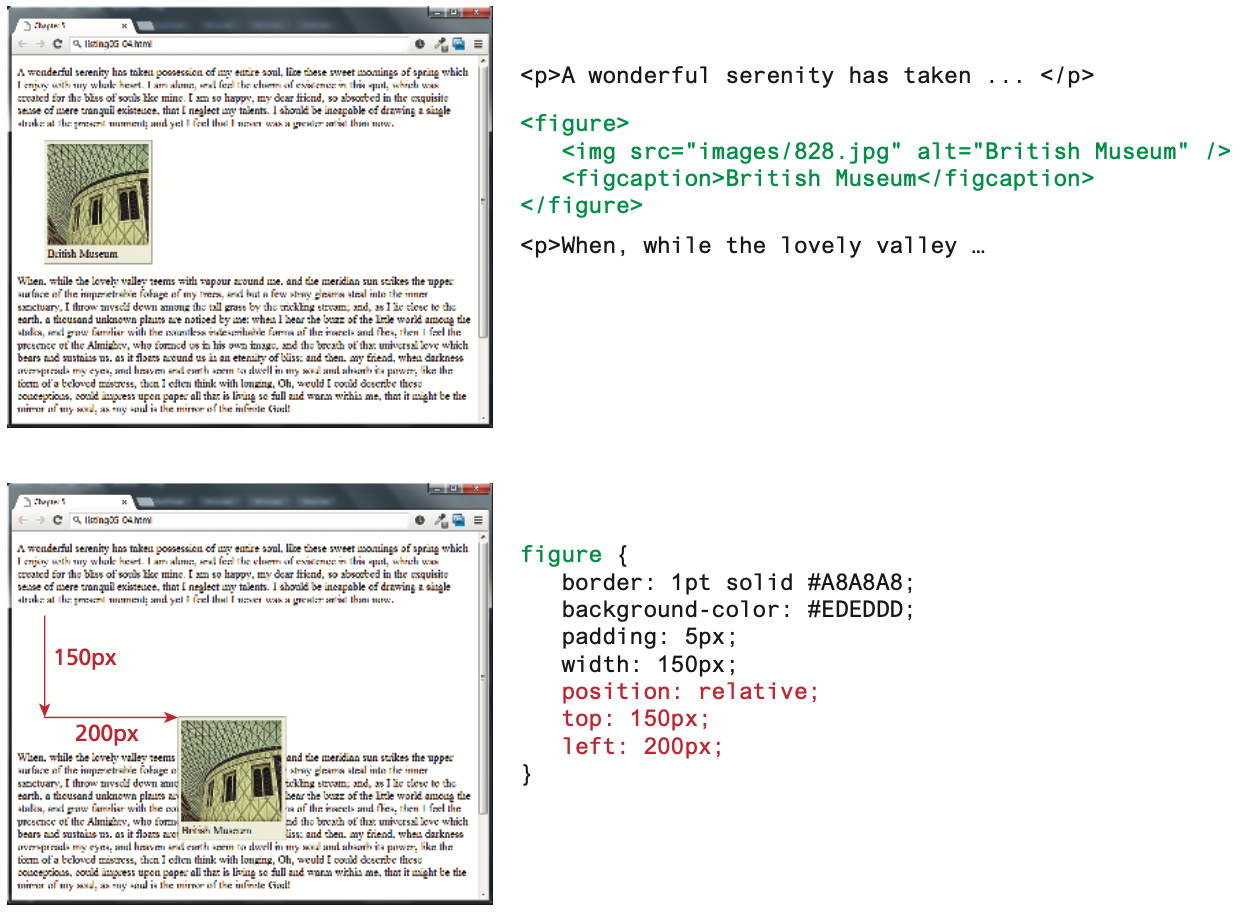 Chapter 5
listing05-04.html
A wonderful serenity has taken possession of my entire soul, like these sweet mornings of spring which
I enjoy with my whole heart. I am alone, and feel the charm of existence in this spot, which was
created for the bliss of souls like mine. I am so happy, my dear friend, so absorbed in the exquisite
sense of mere tranquil existence, that I neglect my talents. I should be incapable of drawing a single
stroke at the present moment; and yet I feel that I never was a greater artist than now.
British Museum
When, while the lovely valley teems with vapour around me, and the meridian sun strikes the upper
surface of the impenetrable foliage of my trees, and but a few stray gleams steal into the inner
sanctuary, I throw myself down among the tall grass by the trickling stream; and, as I lie close to the
earth, a thousand unknown plants are noticed by me: when I hear the buzz of the little world among the
stalks, and grow familiar with the countless indescribable forms of the insects and flies, then I feel the
presence of the Almighty, who formed us in his own image, and the breath of that universal love which
bears and sustains us, as it floats around us in an eternity of bliss; and then, my friend, when darkness
overspreads my eyes, and heaven and earth seem to dwell in my soul and absorb its power, like the
form of a beloved mistress, then I often think with longing, Oh, would I could describe these
conceptions, could impress upon paper all that is living so full and warm within me, that it might be the
mirror of my soul, as my soul is the mirror of the infinite God!
<p>A wonderful serenity has taken ... </p>
<figure>
<img src="images/828.jpg" alt="British Museum" />
<figcaption>British Museum</figcaption>
</figure>
<p>When, while the lovely valley …
Chapter 5
listing05-04.html
A wonderful serenity has taken possession of my entire soul, like these sweet mornings of spring which
I enjoy with my whole heart. I am alone, and feel the charm of existence in this spot, which was
created for the bliss of souls like mine. I am so happy, my dear friend, so absorbed in the exquisite
sense of mere tranquil existence, that I neglect my talents. I should be incapable of drawing a single
stroke at the present moment; and yet I feel that I never was a greater artist than now.
150px
200px
When, while the lovely valley teems and the meridian sun strikes the upper
surface of the impenetrable foliage o stray gleams steal into the inner
sanctuary, I throw myself down amo ickling stream; and, as I lie close to the
earth, a thousand unknown plants ar hear the buzz of the little world among the
stalks, and grow familiar with the cou s of the insects and flies, then I feel the
presence of the Almighty, who formed nd the breath of that universal love which
bears and sustains us, as it floats arou liss; and then, my friend, when darkness
British Museum
overspreads my eyes, and heaven and earth seem to dwell in my soul and absorb its power, like the
form of a beloved mistress, then I often think with longing, Oh, would I could describe these
conceptions, could impress upon paper all that is living so full and warm within me, that it might be the
mirror of my soul, as my soul is the mirror of the infinite God!
figure {
border: 1pt solid #A8A8A8;
background-color: #EDEDDD;
padding: 5px;
width: 150px;
position: relative;
top: 150px;
left: 200px;
}